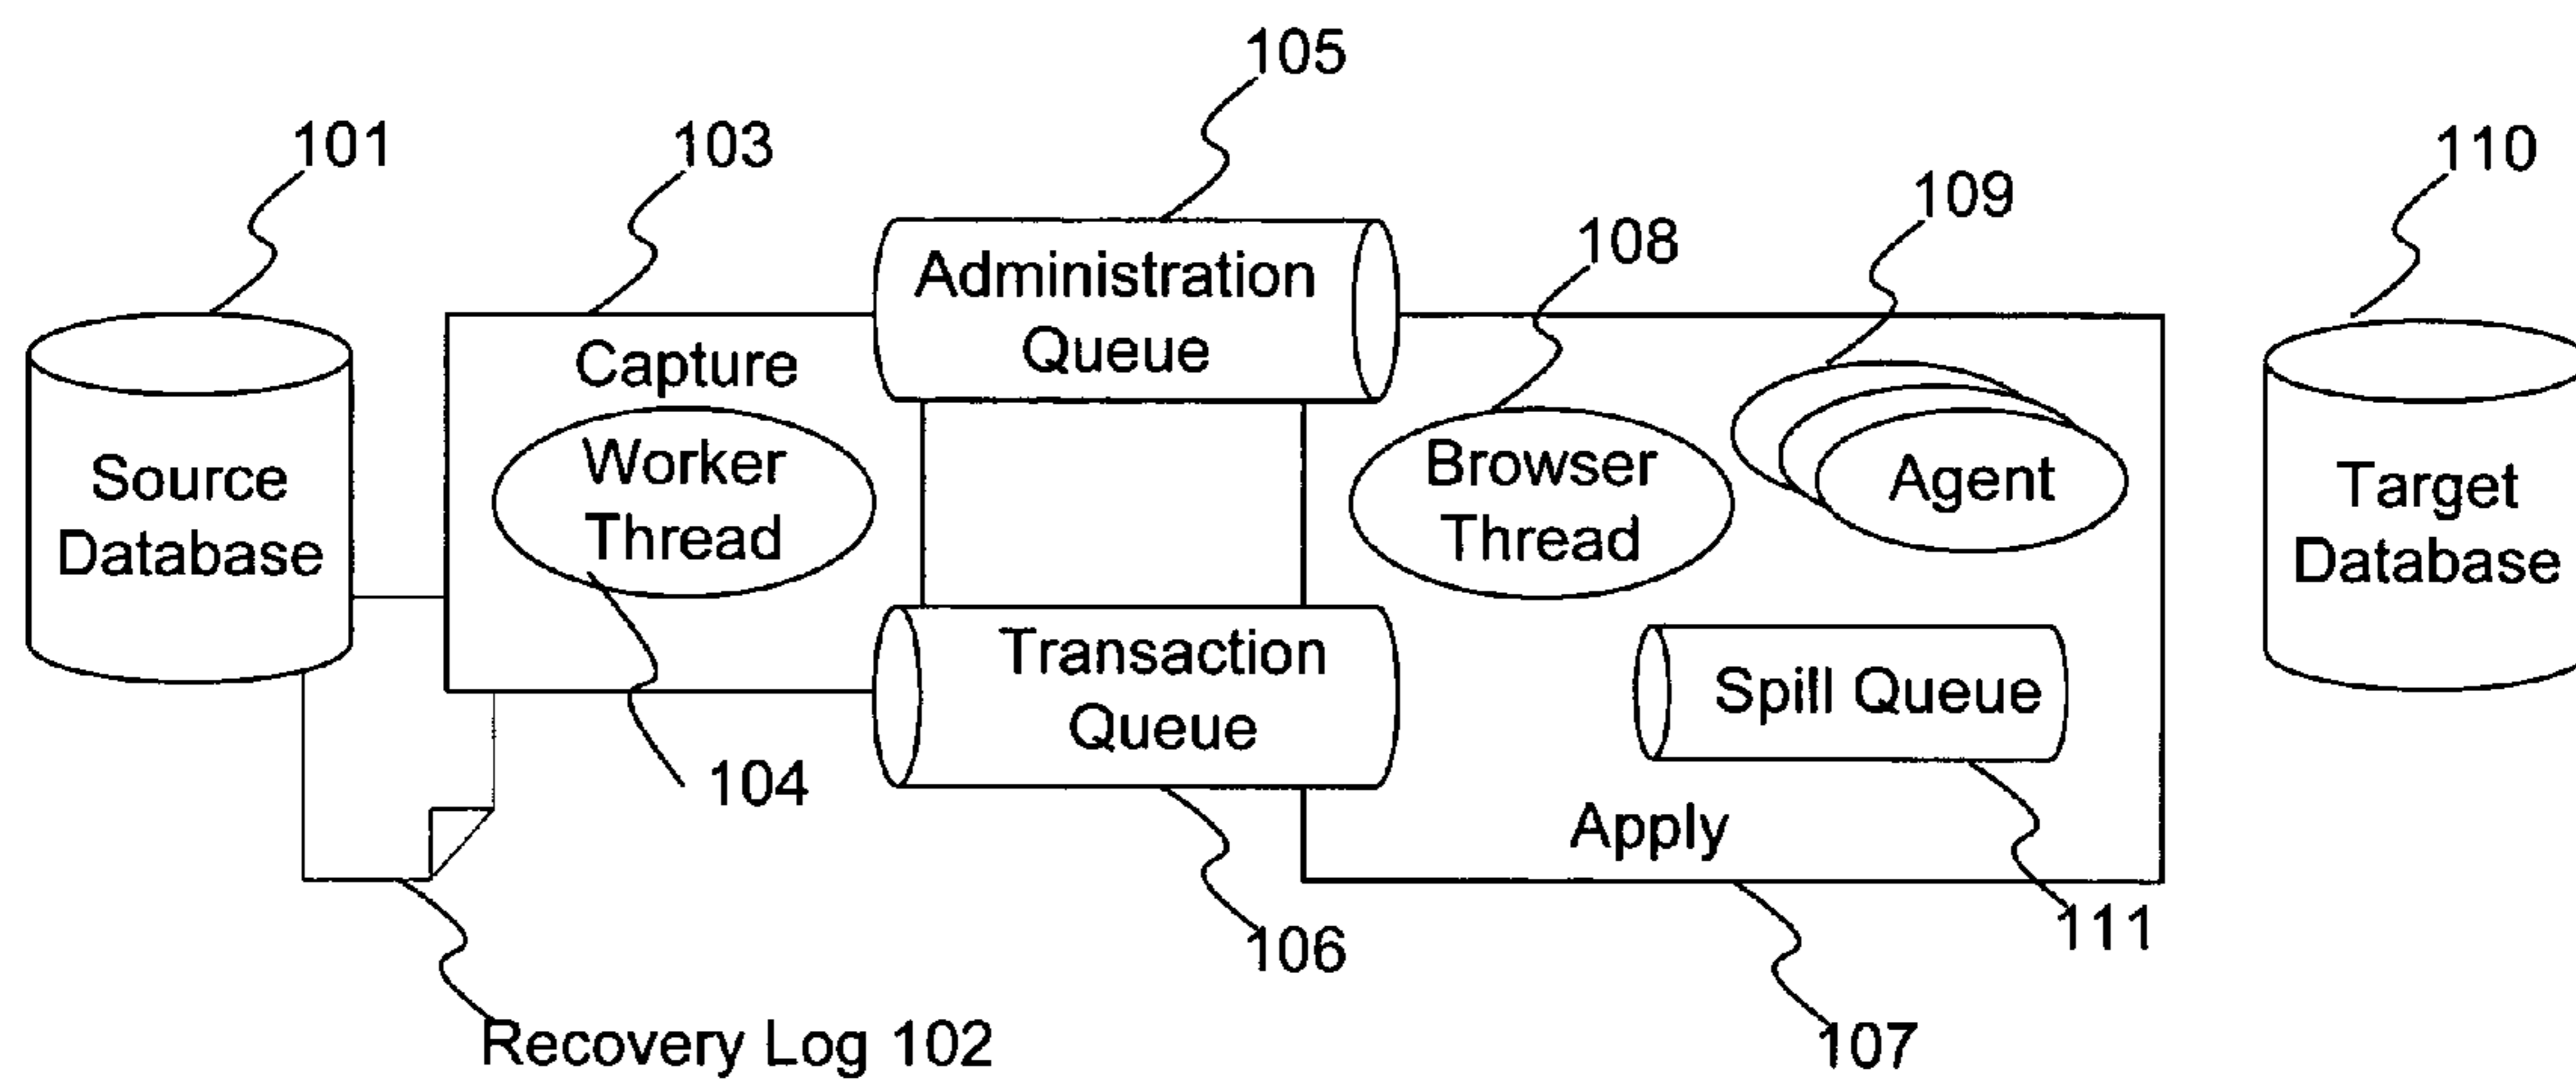 105
101
103
110
109
108
Administration
Queue
Capture
Worker
Thread
Browser
Thread
Agent
Source
Database
Target
Database
Transaction
Queue
Spill Queue
104
Apply
106
111
Recovery Log 102
107